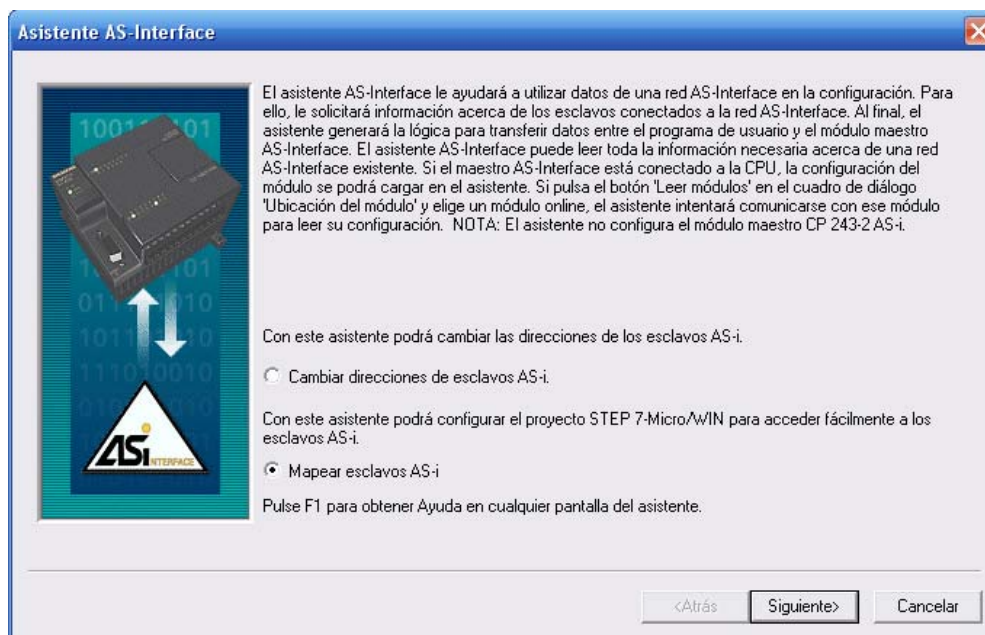 Asistente AS-Interface
El asistente AS-Interface le ayudará a utilizar datos de una red AS-Interface en la configuración. Para
ello, le solicitará información acerca de los esclavos conectados a la red AS-Interface. Al final, el
asistente generará la lógica para transferir datos entre el programa de usuario y el módulo maestro
AS-Interface. El asistente AS-Interface puede leer toda la información necesaria acerca de una red
AS-Interface existente. Si el maestro AS-Interface está conectado a la CPU, la configuración del
módulo se podrá cargar en el asistente. Si pulsa el botón 'Leer módulos' en el cuadro de diálogo
'Ubicación del módulo' y elige un módulo online, el asistente intentará comunicarse con ese módulo
para leer su configuración.  NOTA: El asistente no configura el módulo maestro CP 243-2 AS-i.
Con este asistente podrá cambiar las direcciones de los esclavos AS-i.
Cambiar direcciones de esclavos AS-i.
Con este asistente podrá configurar el proyecto STEP 7-Micro/WIN para acceder fácilmente a los
esclavos AS-i.
Mapear esclavos AS-i
Pulse F1 para obtener Ayuda en cualquier pantalla del asistente.
ASi INTERFACE
<Atrás
Siguiente>
Cancelar